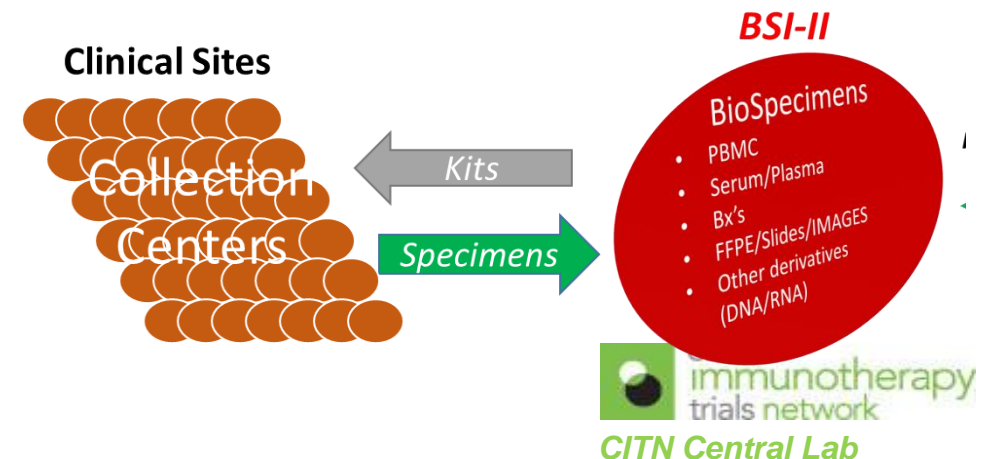 BSI-II
Clinical Sites
Collection
Centers
Kits
Specimens
BioSpecimens
• PBMC
• Serum/Plasma
• Bx's
• FFPE/Slides/IMAGES
• Other derivatives
(DNA/RNA)
immunotherapy
trials network
CITN Central Lab